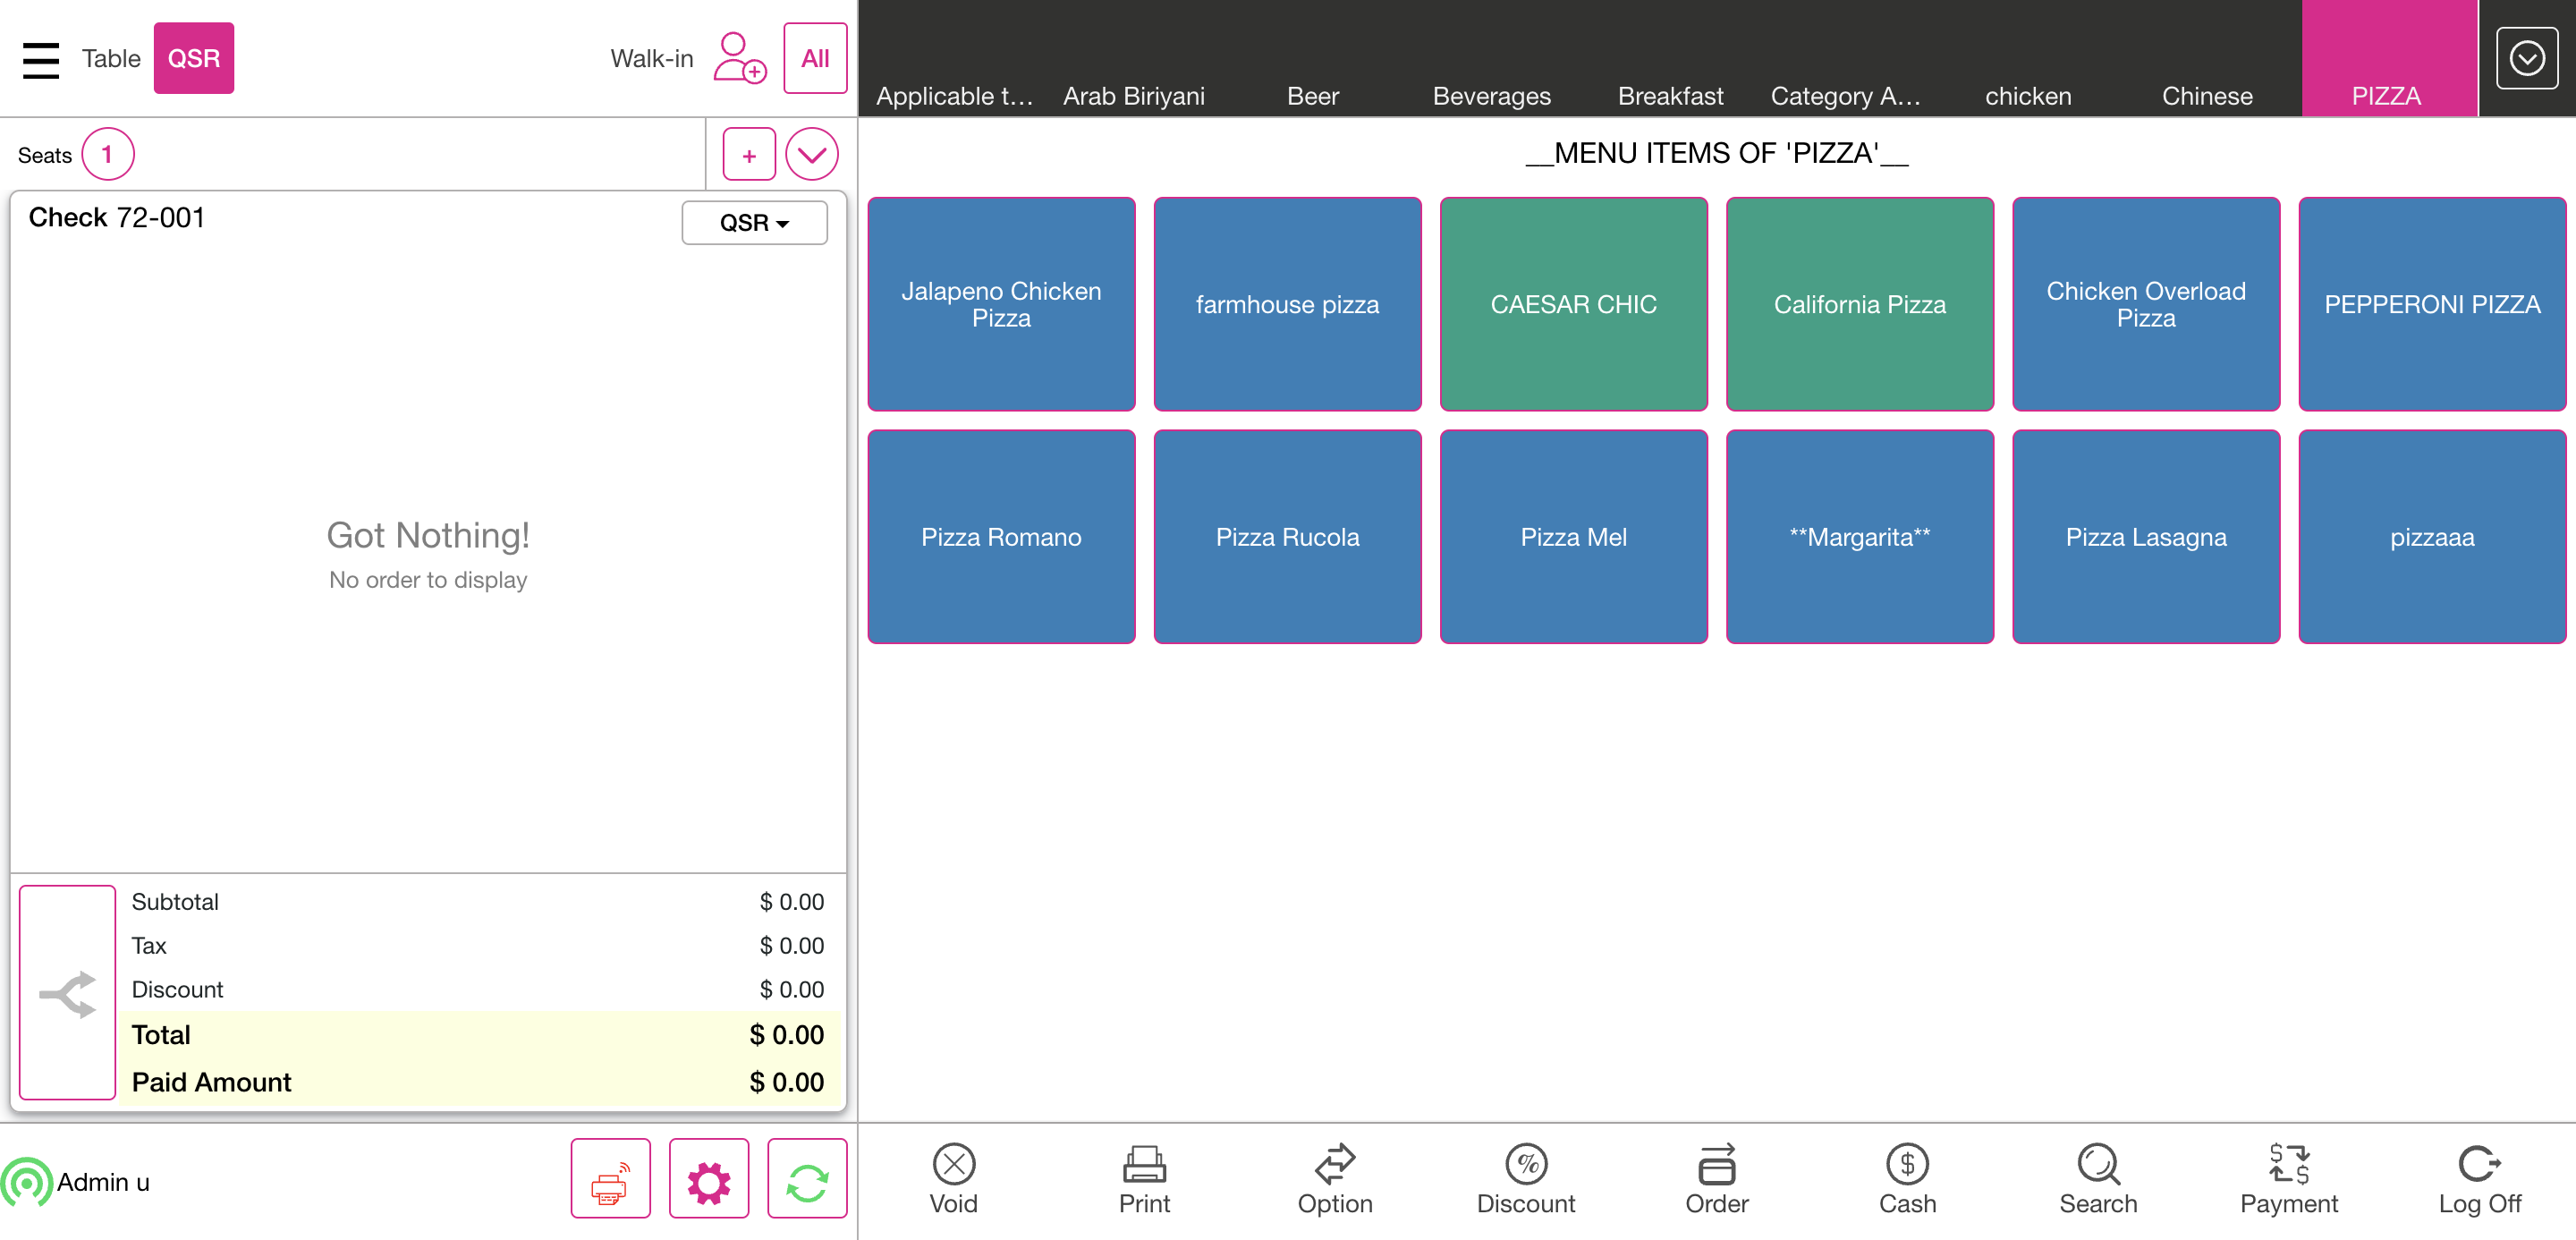 Table
QSR
Walk-in
All
Applicable t...
Arab Biriyani
Beer
Beverages
Breakfast
Category A...
chicken
Chinese
PIZZA
Seats
1
+
Check 72-001
QSR
Got Nothing!
No order to display
Subtotal
$ 0.00
Tax
$ 0.00
Discount
$ 0.00
Total
$ 0.00
Paid Amount
$ 0.00
Admin u
__MENU ITEMS OF 'PIZZA'__
Jalapeno Chicken
Pizza
farmhouse pizza
CAESAR CHIC
California Pizza
Chicken Overload
Pizza
PEPPERONI PIZZA
Pizza Romano
Pizza Rucola
Pizza Mel
**Margarita**
Pizza Lasagna
pizzaaa
Void
Print
Option
Discount
Order
Cash
Search
Payment
Log Off